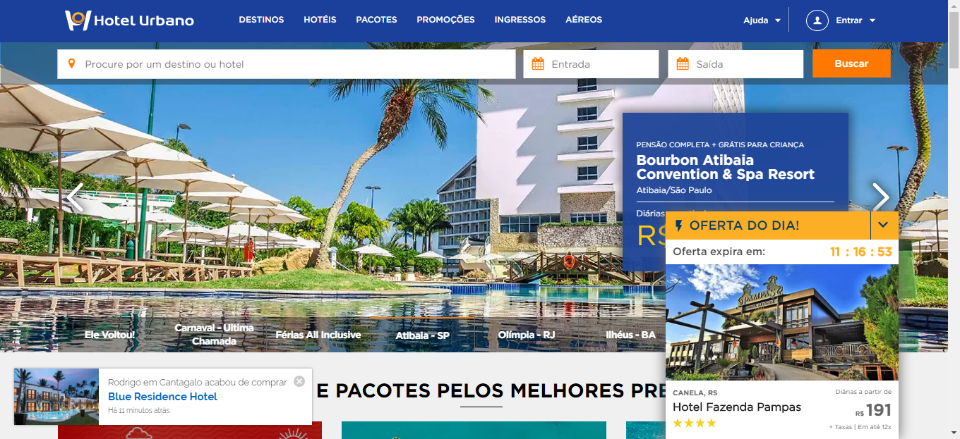 Hotel Urbano
DESTINOS HOTÉIS PACOTES PROMOÇÕES INGRESSOS AÉREOS
Ajuda Entrar
Procure por um destino ou hotel
Entrada
Saída
Buscar
PENSÃO COMPLETA + GRÁTIS PARA CRIANÇA
Bourbon Atibaia
Convention & Spa Resort
Atibaia/São Paulo
Diárias
R$
OFERTA DO DIA!
Oferta expira em: 11 : 16 : 53
CANELA, RS
Hotel Fazenda Pampas
Diárias a partir de
R$ 191
+ Taxas | Em até 12x
Ele Voltou!
Carnaval - Ultima
Chamada
Férias All Inclusive
Atibaia - SP
Olímpia - RJ
Ilhéus - BA
Rodrigo em Cantagalo acabou de comprar
Blue Residence Hotel
Há 11 minutos atrás
E PACOTES PELOS MELHORES PRE